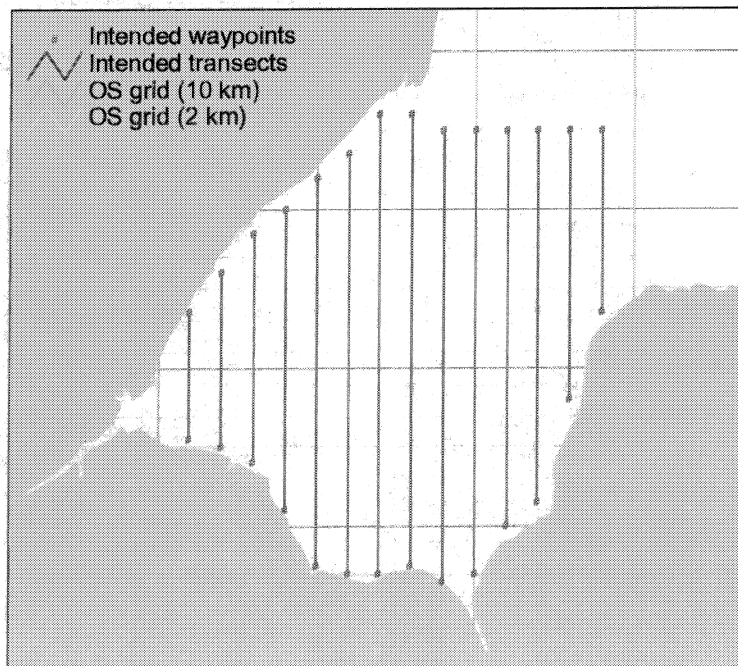 Intended waypoints
Intended transects
OS grid (10 km)
OS grid (2 km)